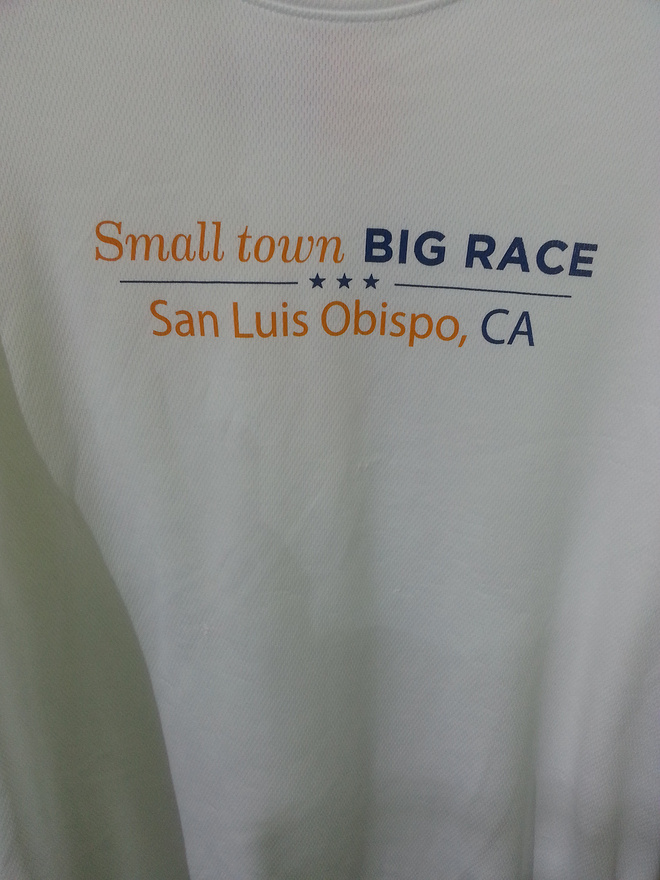 Small town BIG RACE
San Luis Obispo, CA